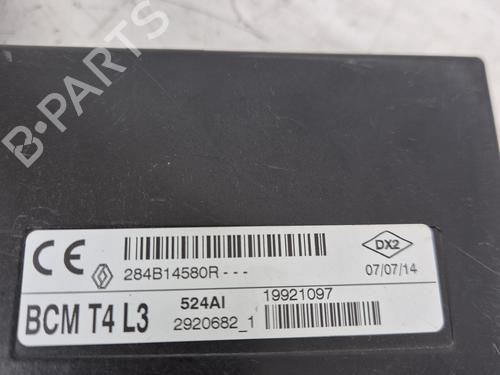 B-PARTS
CE
284B14580R---
DX2
07/07/14
BCM T4 L3
524AI
19921097
2920682_1